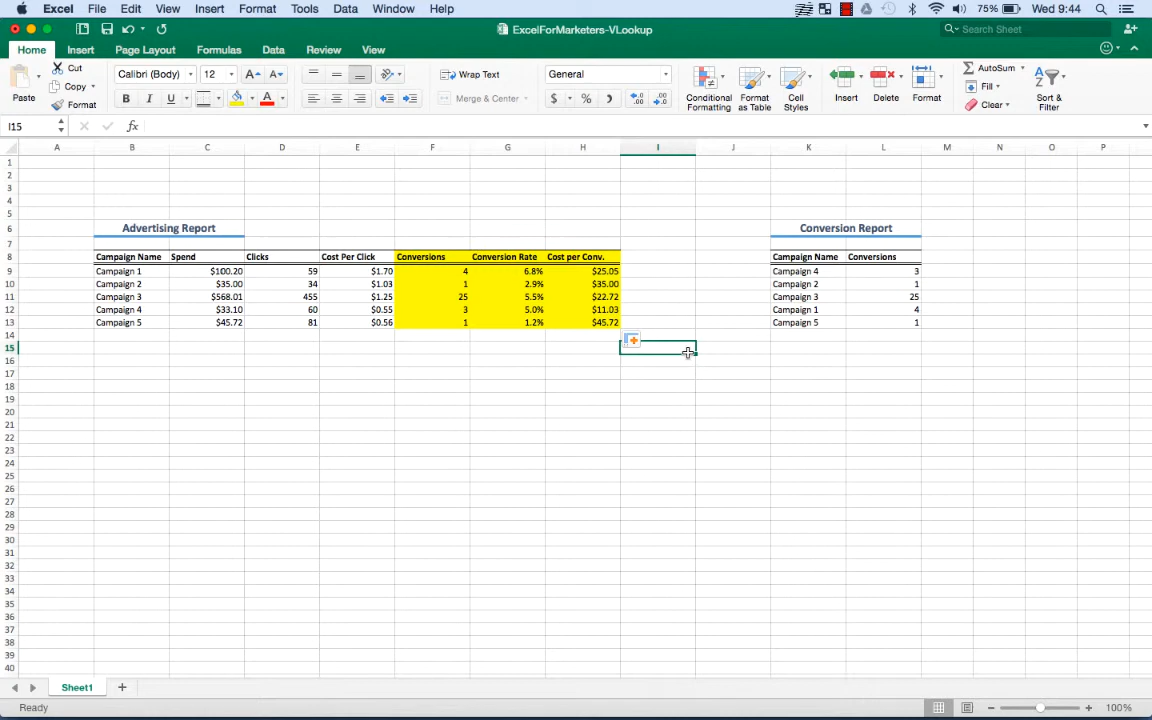 Excel File Edit View Insert Format Tools Data Window Help 75% Wed 9:44
ExcelForMarketers-VLookup Search Sheet
Home Insert Page Layout Formulas Data Review View
Paste Cut Copy Format
Calibri (Body) 12 A A
B I U A
Wrap Text
Merge & Center
General
$ % ) .0 .00 .00 .0
Conditional Formatting
Format as Table
Cell Styles
Insert Delete Format
AutoSum
Fill
Clear
Sort & Filter
I15 fx
A B C D E F G H I J K L M N O P
1
2
3
4
5
6 Advertising Report Conversion Report
7
8 Campaign Name Spend Clicks Cost Per Click Conversions Conversion Rate Cost per Conv. Campaign Name Conversions
9 Campaign 1 $100.20 59 $1.70 4 6.8% $25.05 Campaign 4 3
10 Campaign 2 $35.00 34 $1.03 1 2.9% $35.00 Campaign 2 1
11 Campaign 3 $568.01 455 $1.25 25 5.5% $22.72 Campaign 3 25
12 Campaign 4 $33.10 60 $0.55 3 5.0% $11.03 Campaign 1 4
13 Campaign 5 $45.72 81 $0.56 1 1.2% $45.72 Campaign 5 1
14
15
16
17
18
19
20
21
22
23
24
25
26
27
28
29
30
31
32
33
34
35
36
37
38
39
40
Sheet1
Ready 100%